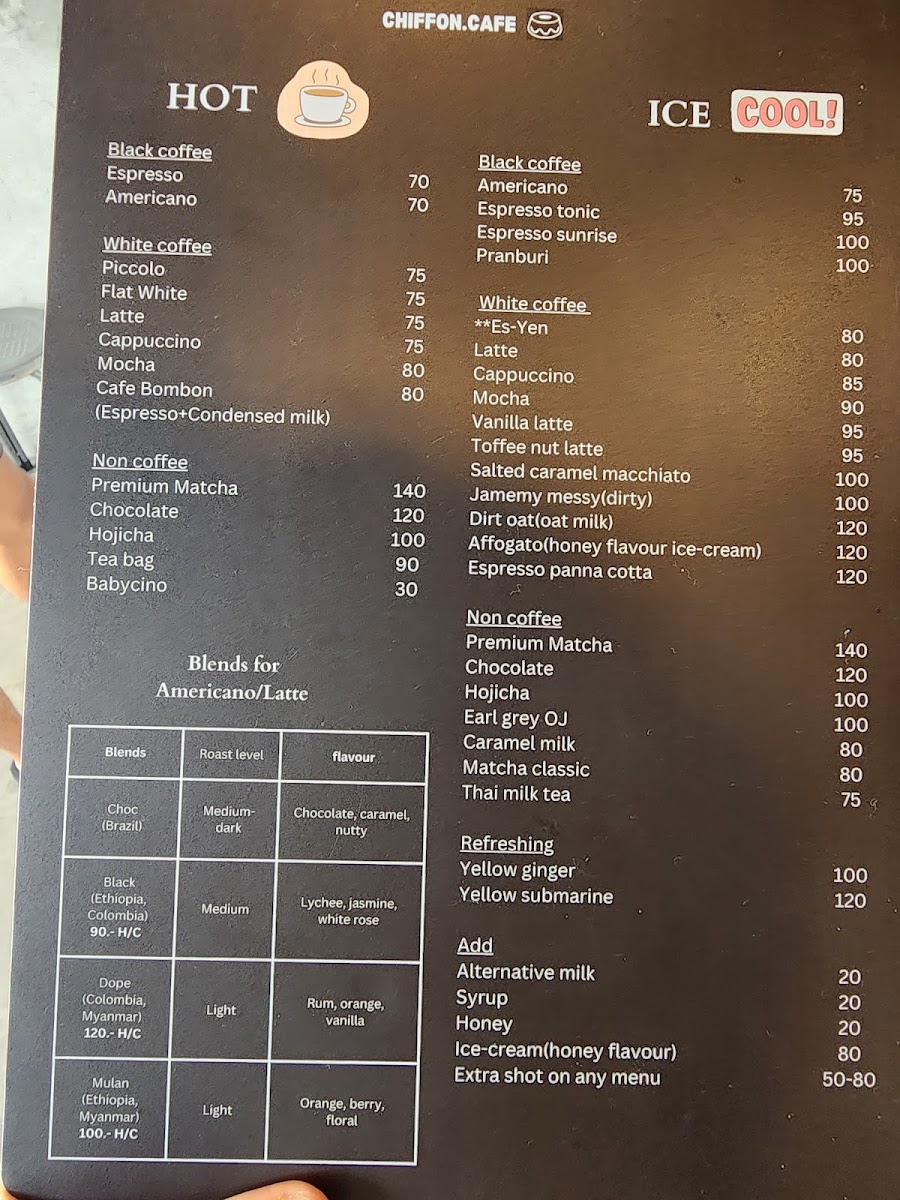 CHIFFON.CAFE
HOT
Black coffee
Espresso 70
Americano 70
White coffee
Piccolo 75
Flat White 75
Latte 75
Cappuccino 75
Mocha 80
Cafe Bombon 80
(Espresso+Condensed milk)
Non coffee
Premium Matcha 140
Chocolate 120
Hojicha 100
Tea bag 90
Babycino 30
Blends for
Americano/Latte
Blends Roast level flavour
Choc
(Brazil)
Medium-
dark
Chocolate, caramel,
nutty
Black
(Ethiopia,
Colombia)
90.- H/C
Medium
Lychee, jasmine,
white rose
Dope
(Colombia,
Myanmar)
120.- H/C
Light
Rum, orange,
vanilla
Mulan
(Ethiopia,
Myanmar)
100.- H/C
Light
Orange, berry,
floral
ICE COOL!
Black coffee
Americano 75
Espresso tonic 95
Espresso sunrise 100
Pranburi 100
White coffee
**Es-Yen 80
Latte 80
Cappuccino 85
Mocha 90
Vanilla latte 95
Toffee nut latte 95
Salted caramel macchiato 100
Jamemy messy(dirty) 100
Dirt oat(oat milk) 120
Affogato(honey flavour ice-cream) 120
Espresso panna cotta 120
Non coffee
Premium Matcha 140
Chocolate 120
Hojicha 100
Earl grey OJ 100
Caramel milk 80
Matcha classic 80
Thai milk tea 75
Refreshing
Yellow ginger 100
Yellow submarine 120
Add
Alternative milk 20
Syrup 20
Honey 20
Ice-cream(honey flavour) 80
Extra shot on any menu 50-80